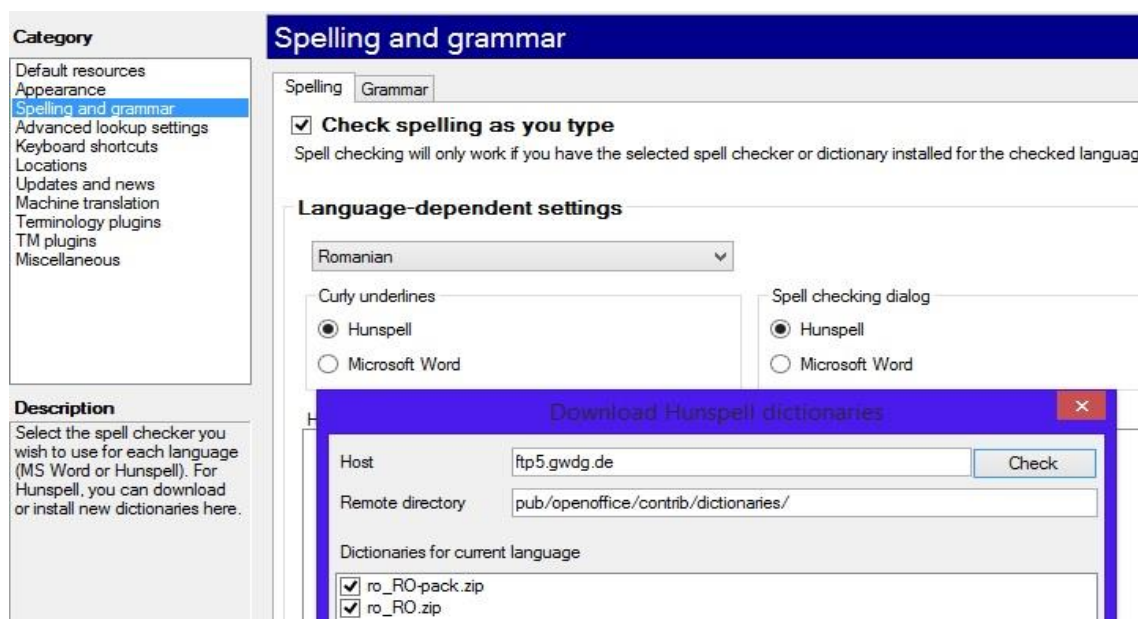 Category
Default resources
Appearance
Spelling and grammar
Advanced lookup settings
Keyboard shortcuts
Locations
Updates and news
Machine translation
Terminology plugins
TM plugins
Miscellaneous
Description
Select the spell checker you
wish to use for each language
(MS Word or Hunspell). For
Hunspell, you can download
or install new dictionaries here.
Spelling and grammar
Spelling Grammar
Check spelling as you type
Spell checking will only work if you have the selected spell checker or dictionary installed for the checked languag
Language-dependent settings
Romanian
Curly underlines
Hunspell
Microsoft Word
Spell checking dialog
Hunspell
Microsoft Word
Download Hunspell dictionaries
Host ftp5.gwdg.de Check
Remote directory pub/openoffice/contrib/dictionaries/
Dictionaries for current language
ro_RO-pack.zip
ro_RO.zip